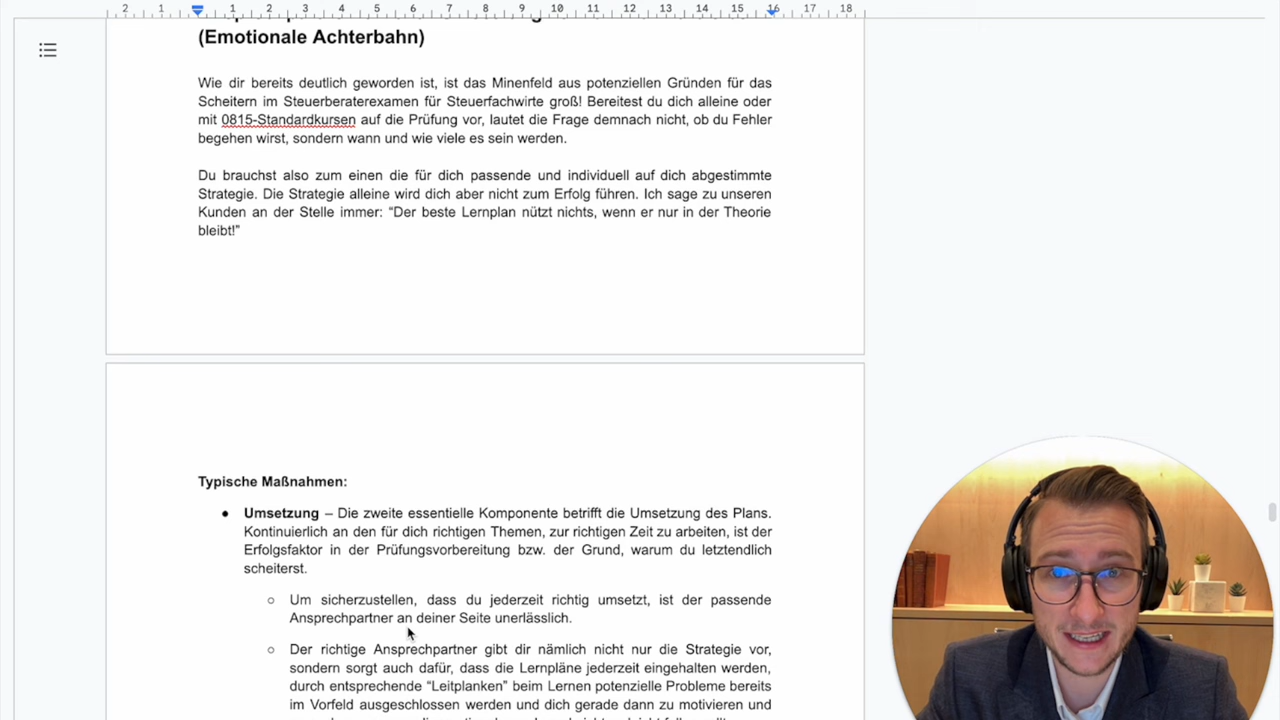 2 1 1 2 3 4 5 6 7 8 9 10 11 12 13 14 15 16 17 18
(Emotionale Achterbahn)
Wie dir bereits deutlich geworden ist, ist das Minenfeld aus potenziellen Gründen für das
Scheitern im Steuerberaterexamen für Steuerfachwirte groß! Bereitest du dich alleine oder
mit 0815-Standardkursen auf die Prüfung vor, lautet die Frage demnach nicht, ob du Fehler
begehen wirst, sondern wann und wie viele es sein werden.
Du brauchst also zum einen die für dich passende und individuell auf dich abgestimmte
Strategie. Die Strategie alleine wird dich aber nicht zum Erfolg führen. Ich sage zu unseren
Kunden an der Stelle immer: “Der beste Lernplan nützt nichts, wenn er nur in der Theorie
bleibt!”
Typische Maßnahmen:
● Umsetzung – Die zweite essentielle Komponente betrifft die Umsetzung des Plans.
Kontinuierlich an den für dich richtigen Themen, zur richtigen Zeit zu arbeiten, ist der
Erfolgsfaktor in der Prüfungsvorbereitung bzw. der Grund, warum du letztendlich
scheiterst.
○ Um sicherzustellen, dass du jederzeit richtig umsetzt, ist der passende
Ansprechpartner an deiner Seite unerlässlich.
○ Der richtige Ansprechpartner gibt dir nämlich nicht nur die Strategie vor,
sondern sorgt auch dafür, dass die Lernpläne jederzeit eingehalten werden,
durch entsprechende “Leitplanken” beim Lernen potenzielle Probleme bereits
im Vorfeld ausgeschlossen werden und dich gerade dann zu motivieren und